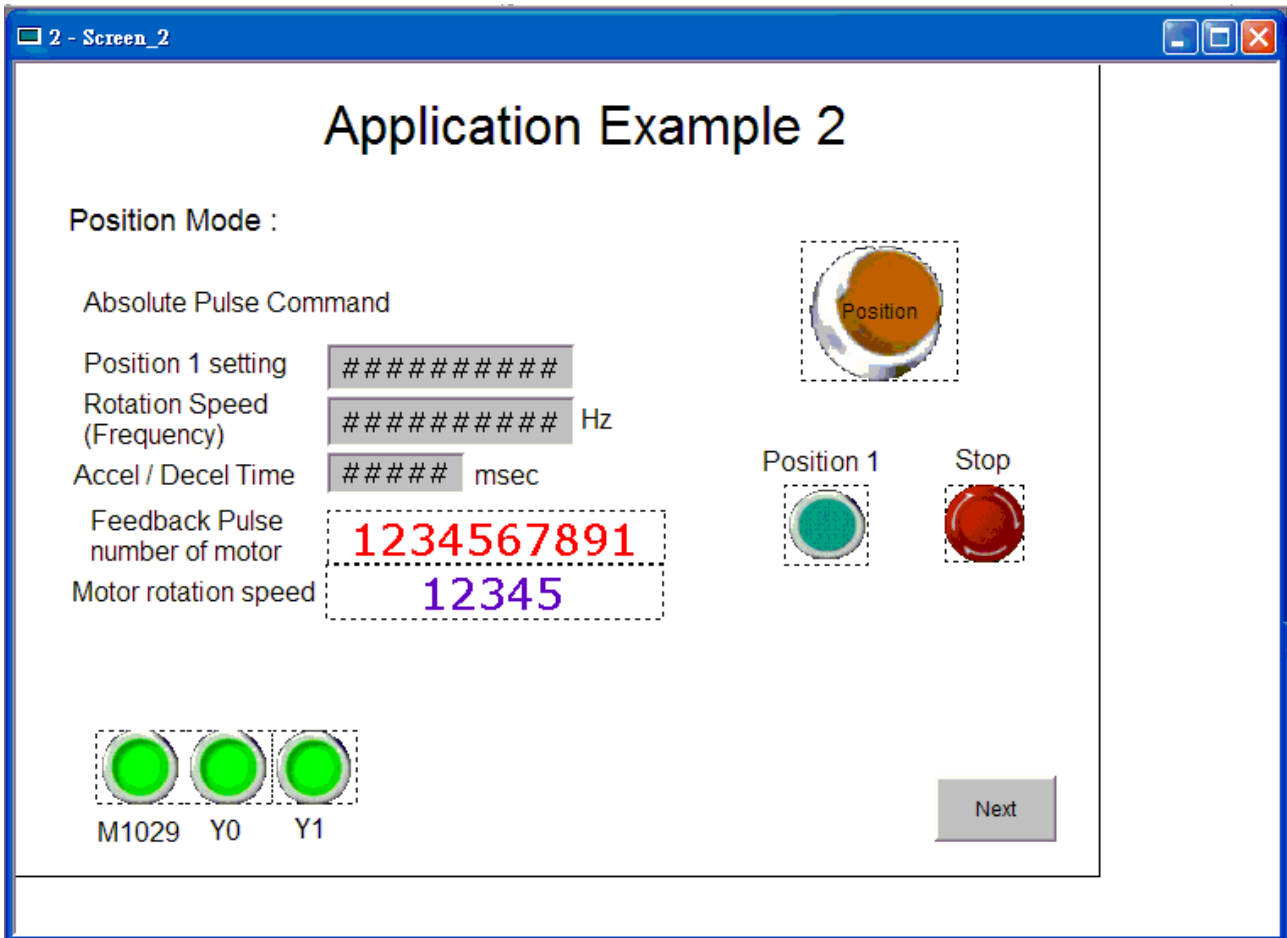 2 - Screen_2
Application Example 2
Position Mode :
Position
Absolute Pulse Command
Position 1 setting
##########
Rotation Speed
(Frequency)
########## Hz
Accel / Decel Time
##### msec
Position 1
Stop
Feedback Pulse
number of motor
1234567891
Motor rotation speed
12345
M1029
Y0
Y1
Next